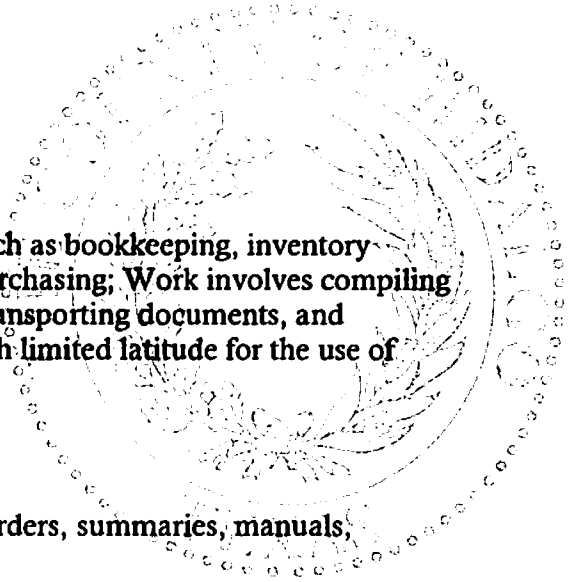 ch as bookkeeping, inventory
rchasing; Work involves compiling
ansporting documents, and
h limited latitude for the use of
rders, summaries, manuals,